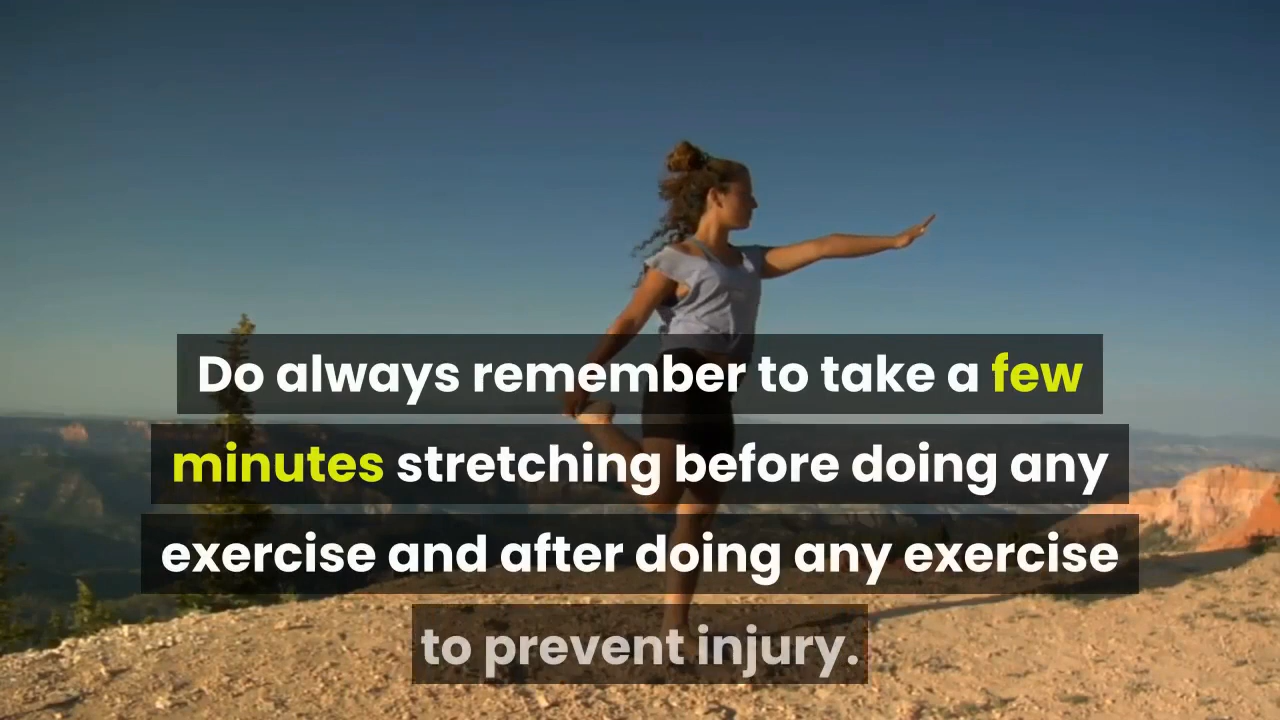 Do always remember to take a few
minutes stretching before doing any
exercise and after doing any exercise
to prevent injury.